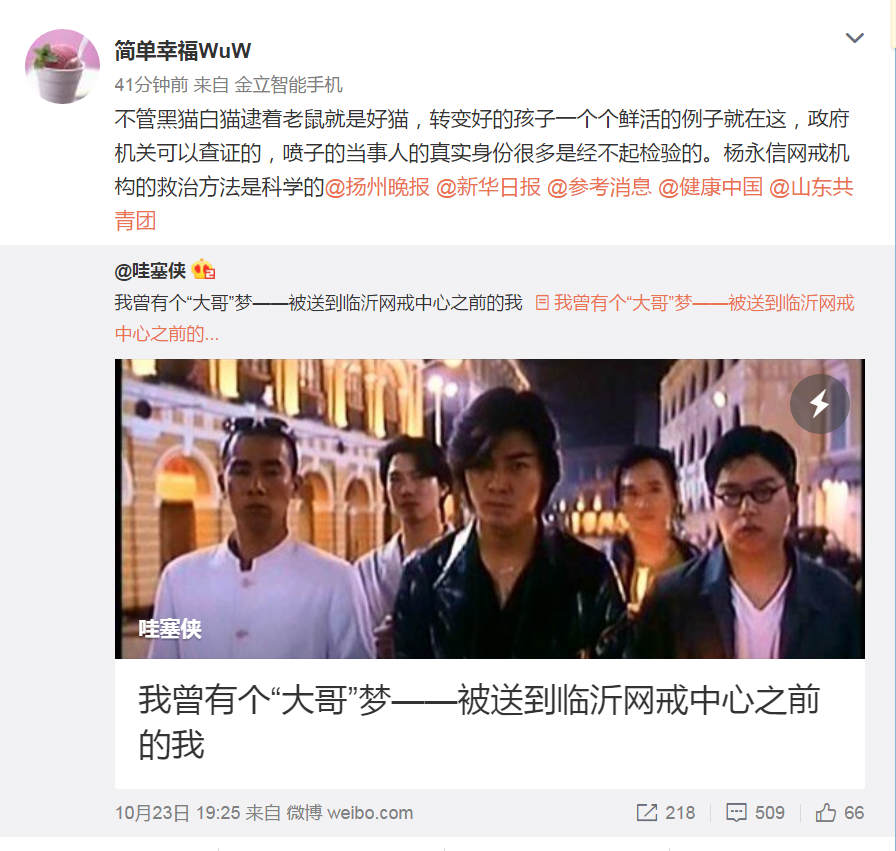 简单幸福WuW
41分钟前 来自 金立智能手机
不管黑猫白猫逮着老鼠就是好猫，转变好的孩子一个个鲜活的例子就在这，政府
机关可以查证的，喷子的当事人的真实身份很多是经不起检验的。杨永信网戒机
构的救治方法是科学的@扬州晚报 @新华日报 @参考消息 @健康中国 @山东共
青团
@哇塞侠
我曾有个“大哥”梦——被送到临沂网戒中心之前的我 我曾有个“大哥”梦——被送到临沂网戒
中心之前的...
哇塞侠
我曾有个“大哥”梦——被送到临沂网戒中心之前
的我
10月23日 19:25 来自 微博 weibo.com 218 509 66